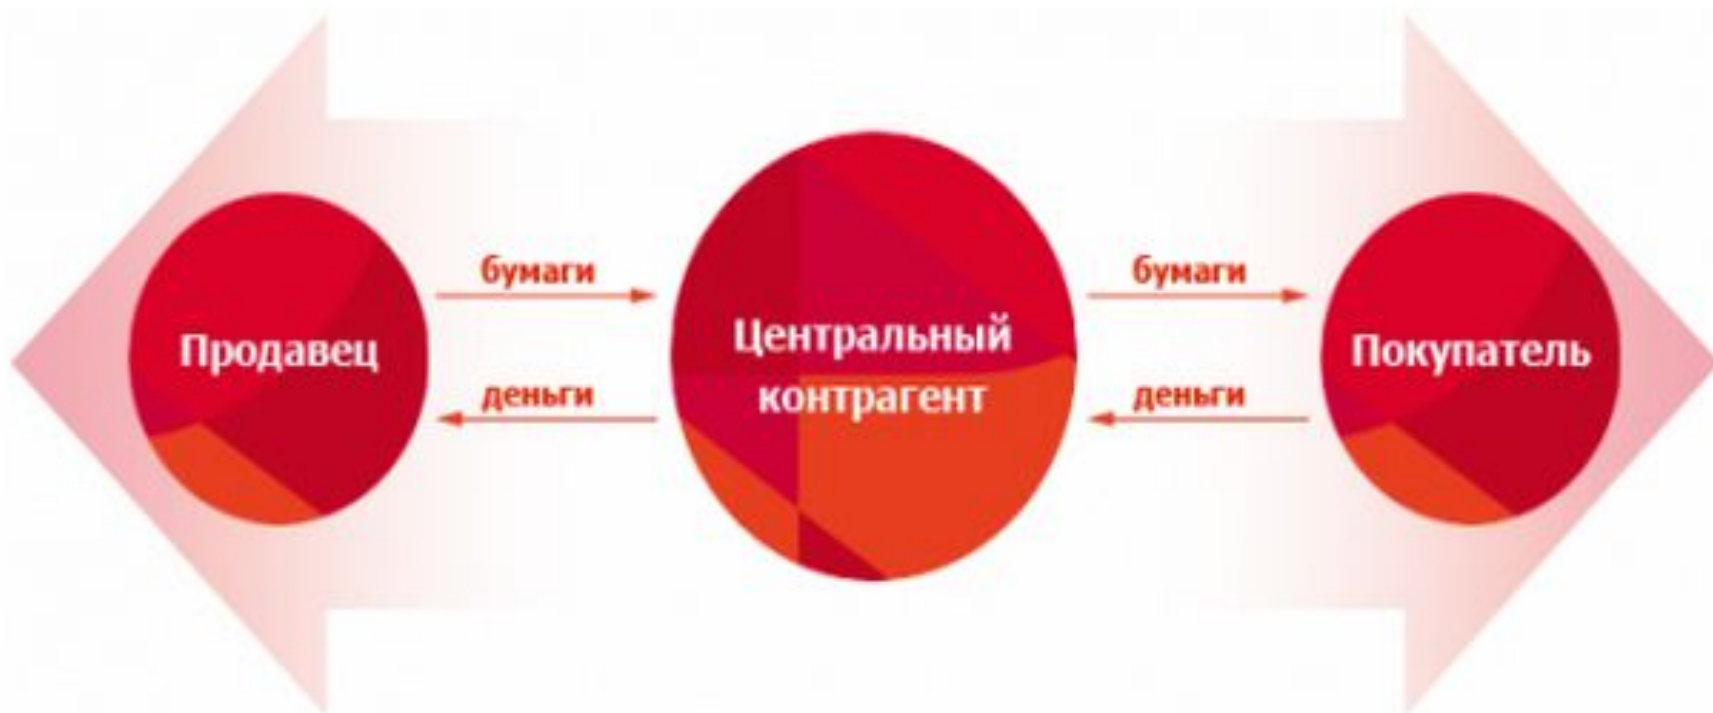 бумаги
бумаги
Продавец
Центральный
контрагент
Покупатель
деньги
деньги